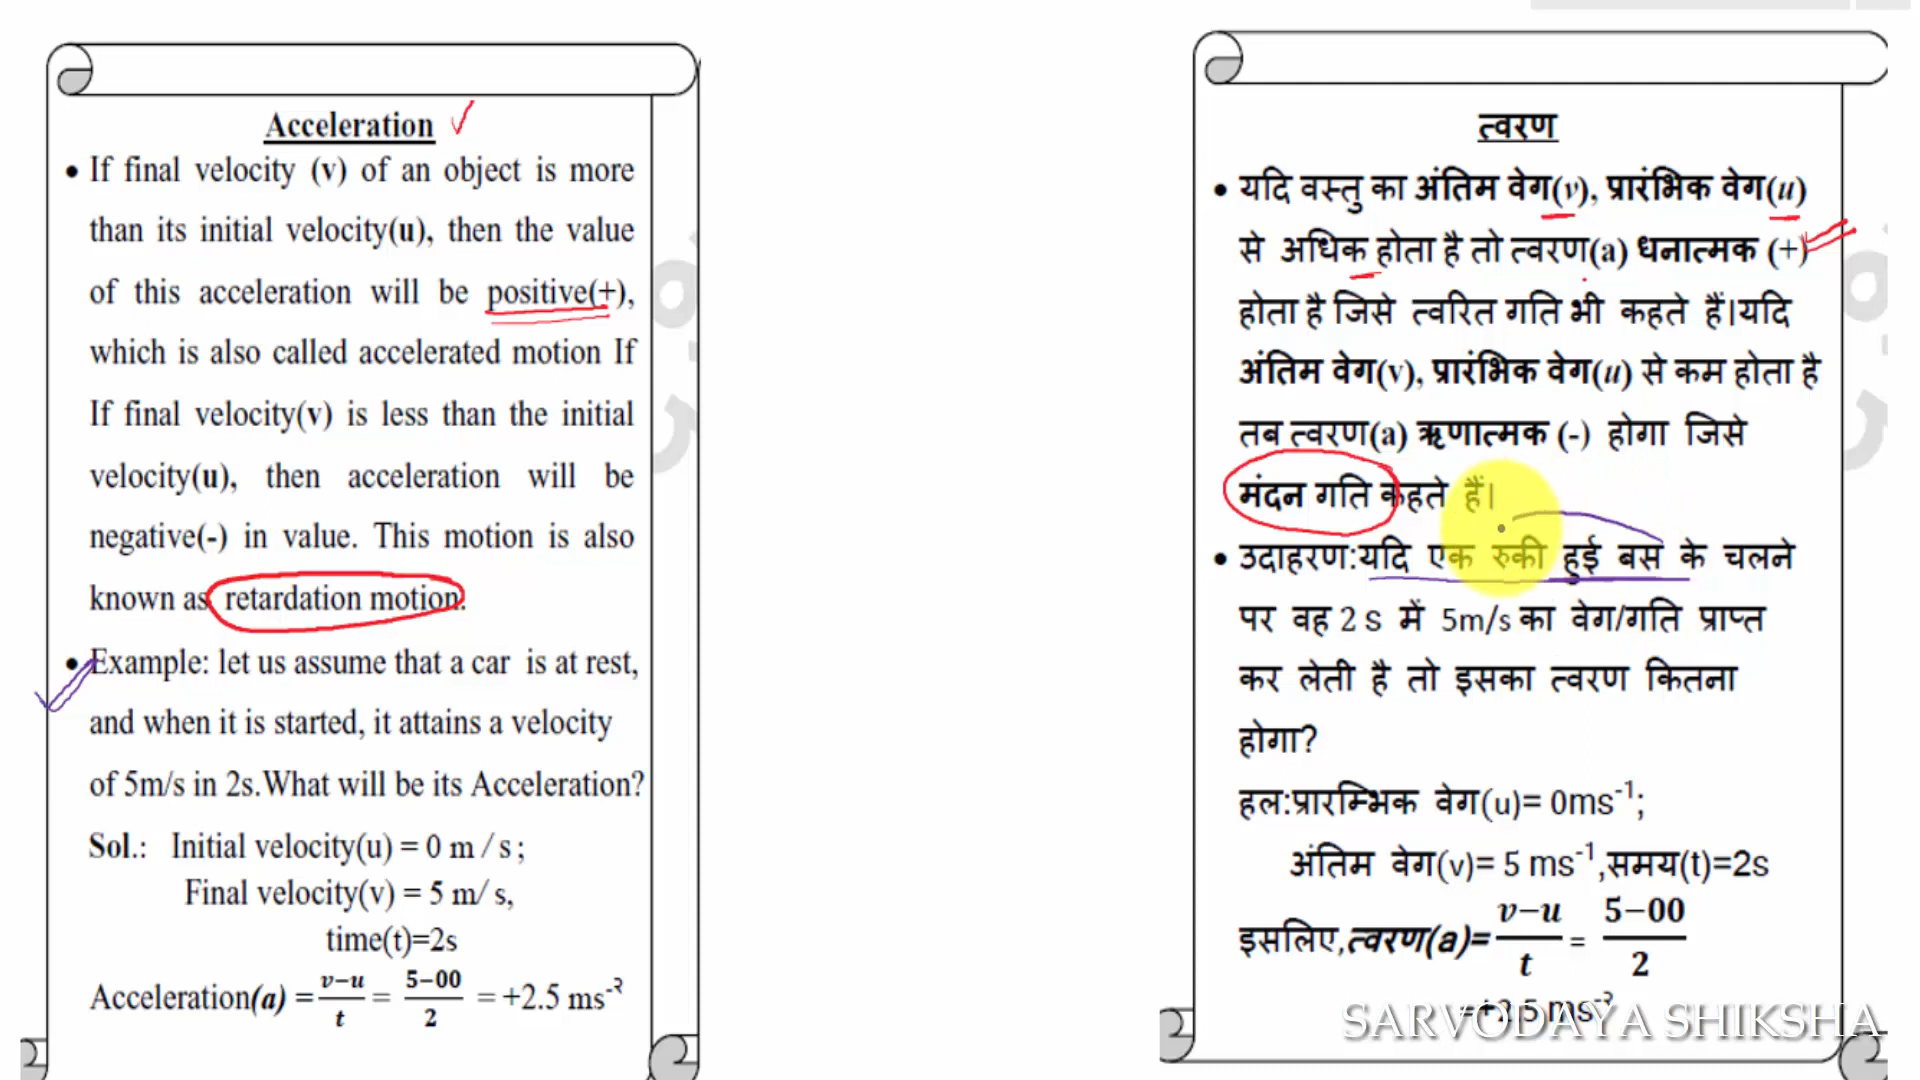 Acceleration
• If final velocity (v) of an object is more
than its initial velocity(u), then the value
of this acceleration will be positive(+),
which is also called accelerated motion If
If final velocity(v) is less than the initial
velocity(u), then acceleration will be
negative(-) in value. This motion is also
known as retardation motion.
• Example: let us assume that a car is at rest,
and when it is started, it attains a velocity
of 5m/s in 2s.What will be its Acceleration?
Sol.: Initial velocity(u) = 0 m / s ;
Final velocity(v) = 5 m/ s,
time(t)=2s
Acceleration(a) = v−u/t = 5−00/2 = +2.5 ms⁻²
त्वरण
• यदि वस्तु का अंतिम वेग(v), प्रारंभिक वेग(u)
से अधिक होता है तो त्वरण(a) धनात्मक (+)
होता है जिसे त्वरित गति भी कहते हैं।यदि
अंतिम वेग(v), प्रारंभिक वेग(u) से कम होता है
तब त्वरण(a) ऋणात्मक (-) होगा जिसे
मंदन गति कहते हैं।
• उदाहरण:यदि एक रुकी हुई बस के चलने
पर वह 2 s में 5m/s का वेग/गति प्राप्त
कर लेती है तो इसका त्वरण कितना
होगा?
हल:प्रारम्भिक वेग(u)= 0ms⁻¹;
अंतिम वेग(v)= 5 ms⁻¹,समय(t)=2s
इसलिए,त्वरण(a)= v−u/t = 5−00/2
=+2.5 ms⁻²
SARVODAYA SHIKSHA